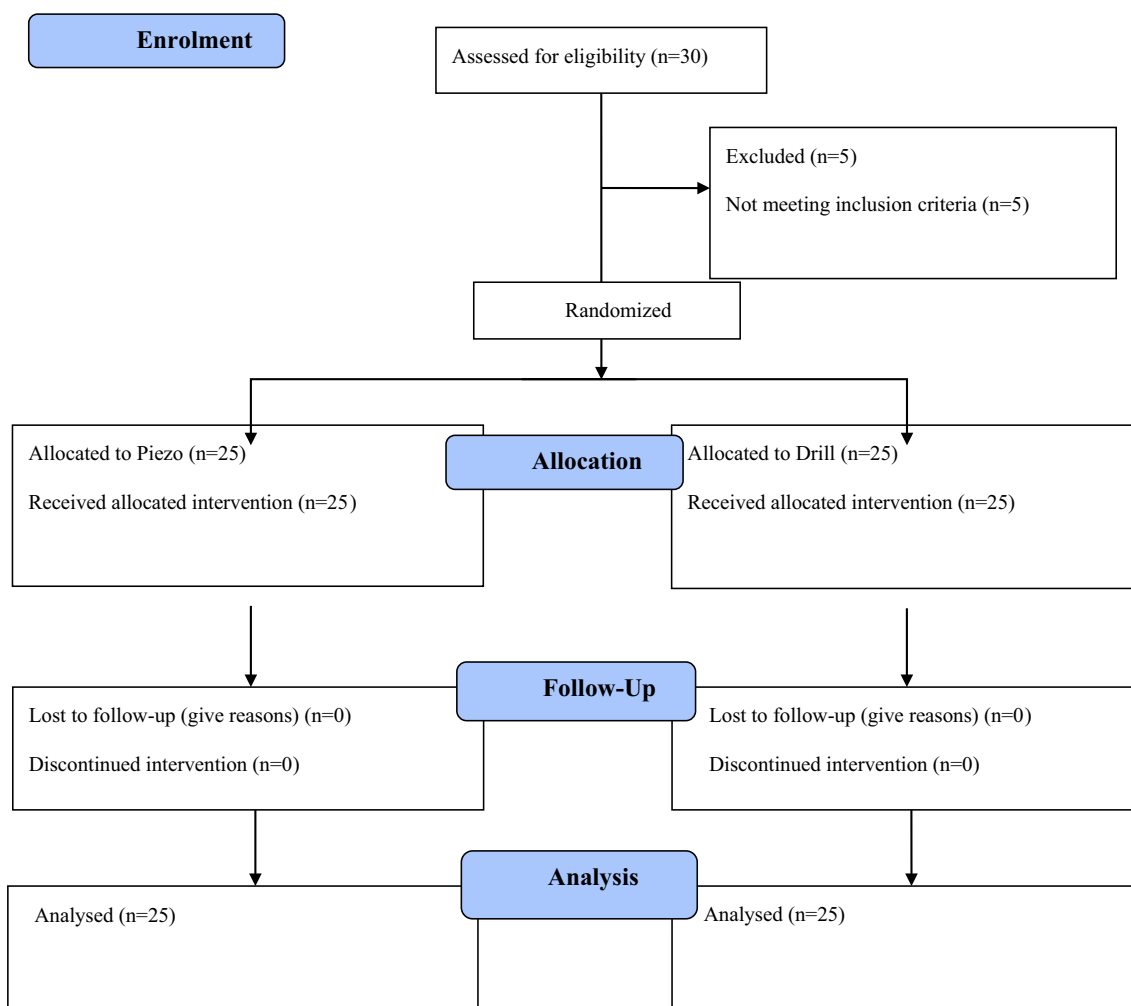 Enrolment
Assessed for eligibility (n=30)
Excluded (n=5)
Not meeting inclusion criteria (n=5)
Randomized
Allocation
Allocated to Piezo (n=25)
Received allocated intervention (n=25)
Allocated to Drill (n=25)
Received allocated intervention (n=25)
Follow-Up
Lost to follow-up (give reasons) (n=0)
Discontinued intervention (n=0)
Lost to follow-up (give reasons) (n=0)
Discontinued intervention (n=0)
Analysis
Analysed (n=25)
Analysed (n=25)